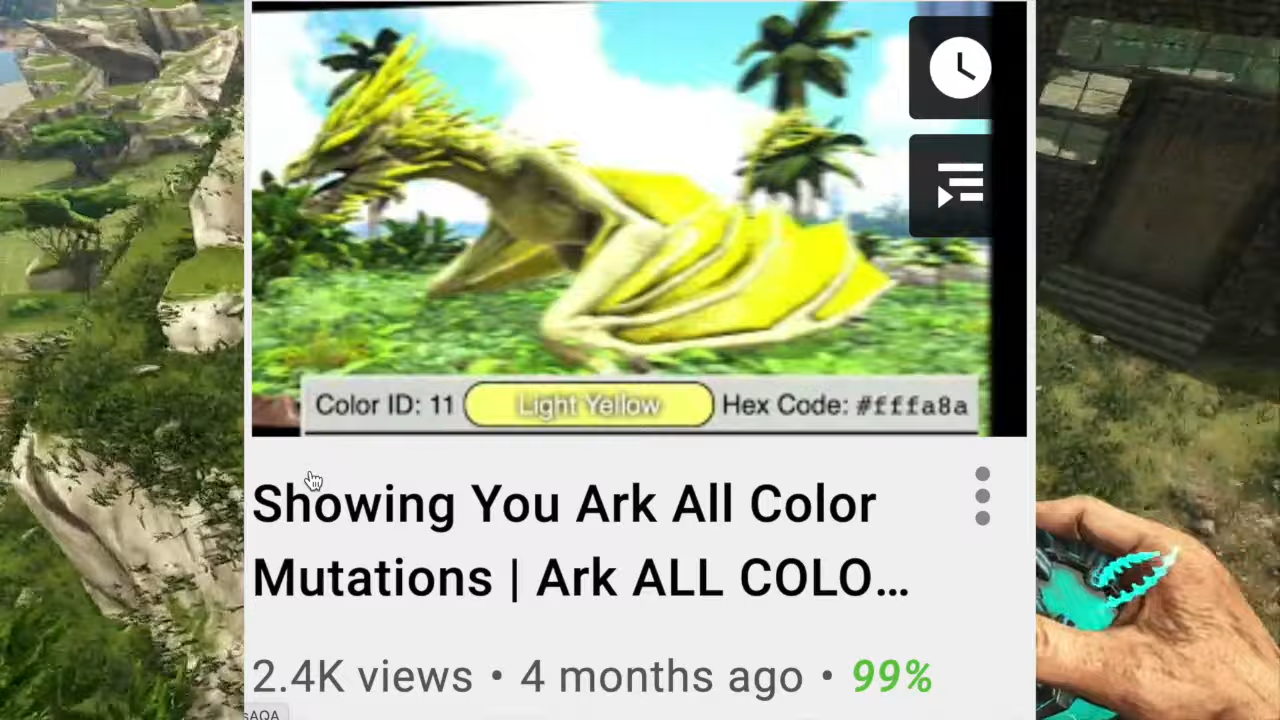 Color ID: 11 Light Yellow Hex Code: #fffa8a
Showing You Ark All Color
Mutations | Ark ALL COLO...
2.4K views • 4 months ago • 99%
sAQA